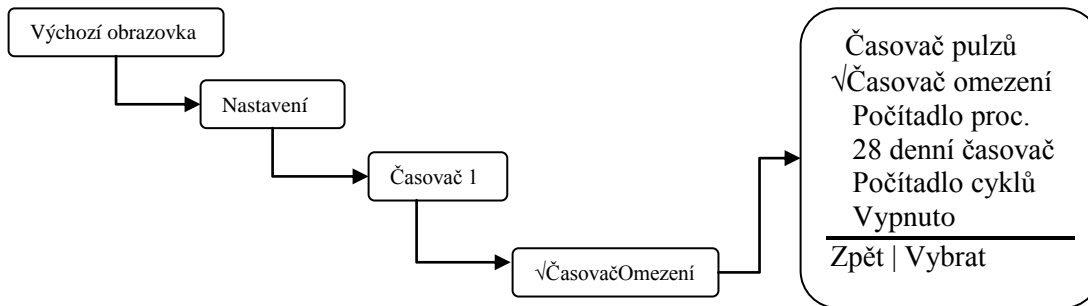 Výchozí obrazovka
Nastavení
Časovač 1
√ČasovačOmezení
Časovač pulzů
√Časovač omezení
Počítadlo proc.
28 denní časovač
Počítadlo cyklů
Vypnuto
Zpět | Vybrat